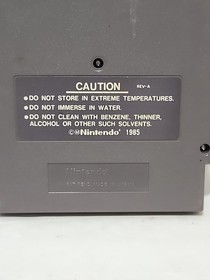 CAUTION REV-A
●DO NOT STORE IN EXTREME TEMPERATURES.
●DO NOT IMMERSE IN WATER.
●DO NOT CLEAN WITH BENZENE, THINNER,
ALCOHOL OR OTHER SUCH SOLVENTS.
©Nintendo® 1985
Nintendo